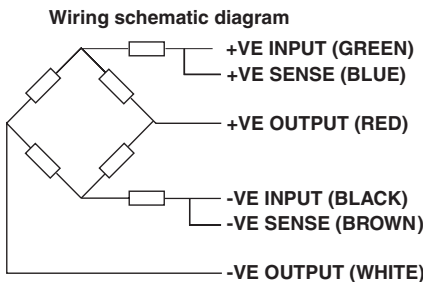 Wiring schematic diagram
+VE INPUT (GREEN)
+VE SENSE (BLUE)
+VE OUTPUT (RED)
-VE INPUT (BLACK)
-VE SENSE (BROWN)
-VE OUTPUT (WHITE)